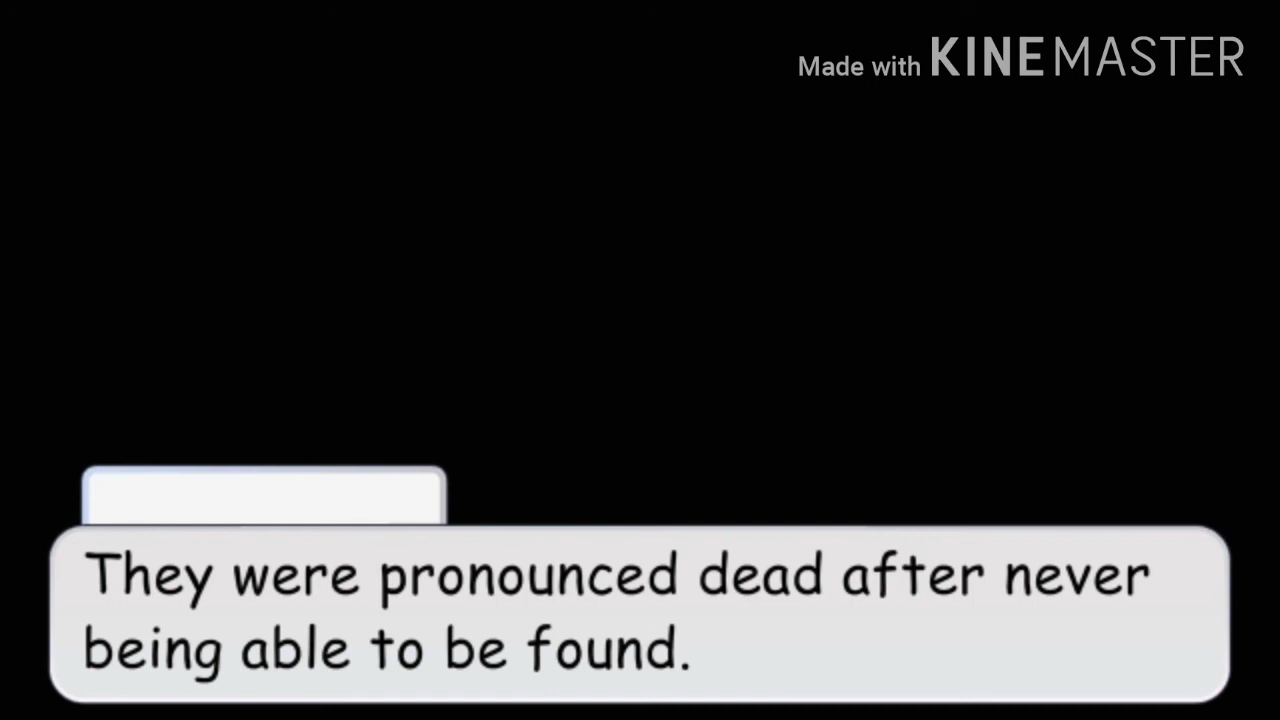 Made with KINEMASTER
They were pronounced dead after never
being able to be found.